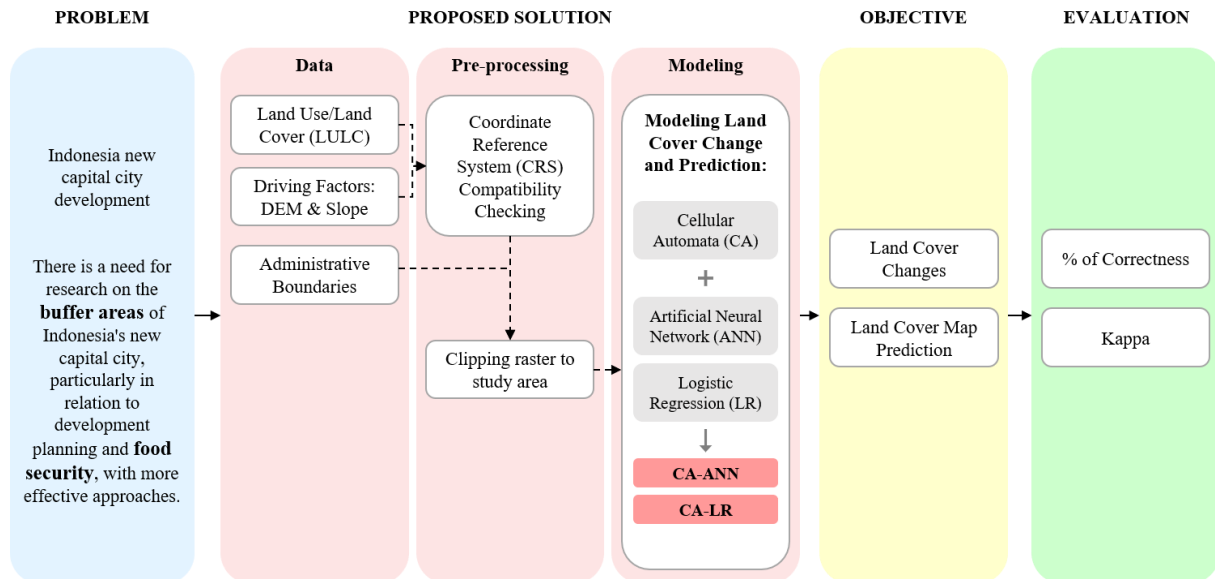 PROBLEM
PROPOSED SOLUTION
OBJECTIVE
EVALUATION
Indonesia new
capital city
development
There is a need for
research on the
buffer areas of
Indonesia's new
capital city,
particularly in
relation to
development
planning and food
security, with more
effective approaches.
Data
Land Use/Land
Cover (LULC)
Driving Factors:
DEM & Slope
Administrative
Boundaries
Pre-processing
Coordinate
Reference
System (CRS)
Compatibility
Checking
Clipping raster to
study area
Modeling
Modeling Land
Cover Change
and Prediction:
Cellular
Automata (CA)
+
Artificial Neural
Network (ANN)
Logistic
Regression (LR)
CA-ANN
CA-LR
Land Cover
Changes
Land Cover Map
Prediction
% of Correctness
Kappa